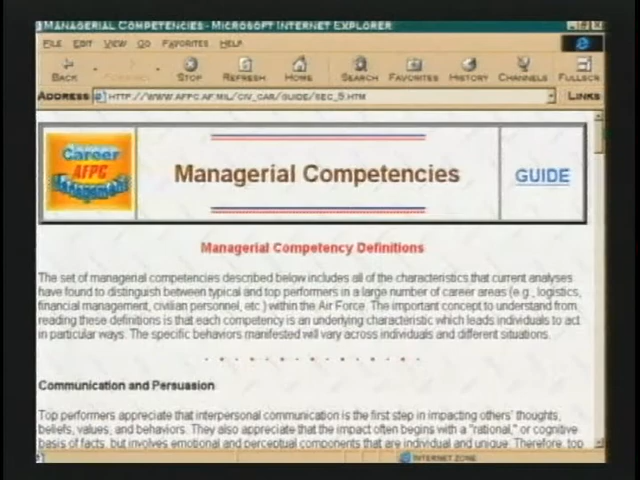 MANAGERIAL COMPETENCIES - MICROSOFT INTERNET EXPLORER
FILE EDIT VIEW GO FAVORITES HELP
BACK STOP REFRESH HOME SEARCH FAVORITES HISTORY CHANNELS FULLSCR
ADDRESS HTTP://WWW.AFPC.AF.MIL/CIV_CAR/GUIDE/SEC_5.HTM LINKS
Career
AFPC
Management
Managerial Competencies
GUIDE
Managerial Competency Definitions
The set of managerial competencies described below includes all of the characteristics that current analyses
have found to distinguish between typical and top performers in a large number of career areas (e.g., logistics,
financial management, civilian personnel, etc.) within the Air Force. The important concept to understand from
reading these definitions is that each competency is an underlying characteristic which leads individuals to act
in particular ways. The specific behaviors manifested will vary across individuals and different situations.
Communication and Persuasion
Top performers appreciate that interpersonal communication is the first step in impacting others' thoughts,
beliefs, values, and behaviors. They also appreciate that the impact often begins with a "rational," or cognitive
basis of facts, but involves emotional and perceptual components that are individual and unique. Therefore, top
INTERNET ZONE